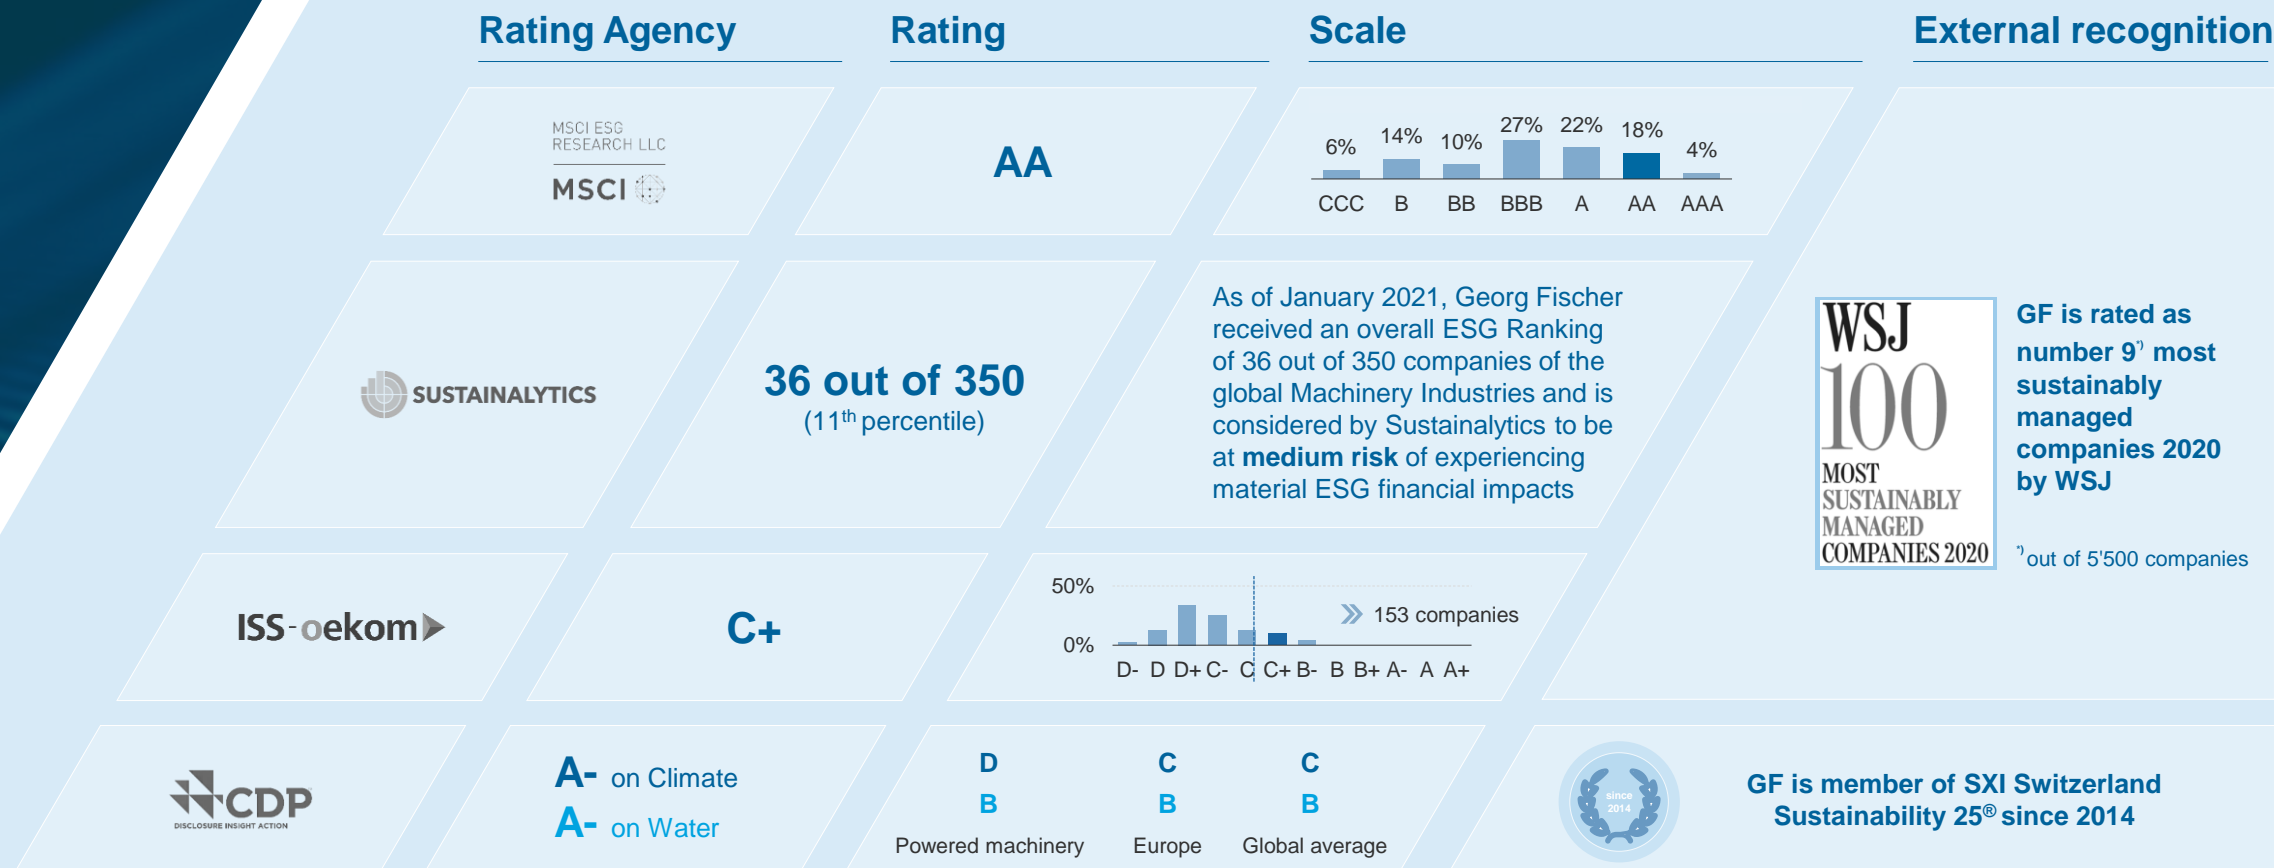 Rating Agency
Rating
Scale
External recognition
MSCI ESG
RESEARCH LLC
MSCI
AA
6% 14% 10% 27% 22% 18% 4%
CCC B BB BBB A AA AAA
SUSTAINALYTICS
36 out of 350
(11th percentile)
As of January 2021, Georg Fischer
received an overall ESG Ranking
of 36 out of 350 companies of the
global Machinery Industries and is
considered by Sustainalytics to be
at medium risk of experiencing
material ESG financial impacts
WSJ
100
MOST
SUSTAINABLY
MANAGED
COMPANIES 2020
GF is rated as
number 9*) most
sustainably
managed
companies 2020
by WSJ
*) out of 5'500 companies
ISS-oekom
C+
50%
0%
153 companies
D- D D+ C- C C+ B- B B+ A- A A+
CDP
DISCLOSURE INSIGHT ACTION
A- on Climate
A- on Water
D C C
B B B
Powered machinery Europe Global average
since
2014
GF is member of SXI Switzerland
Sustainability 25® since 2014